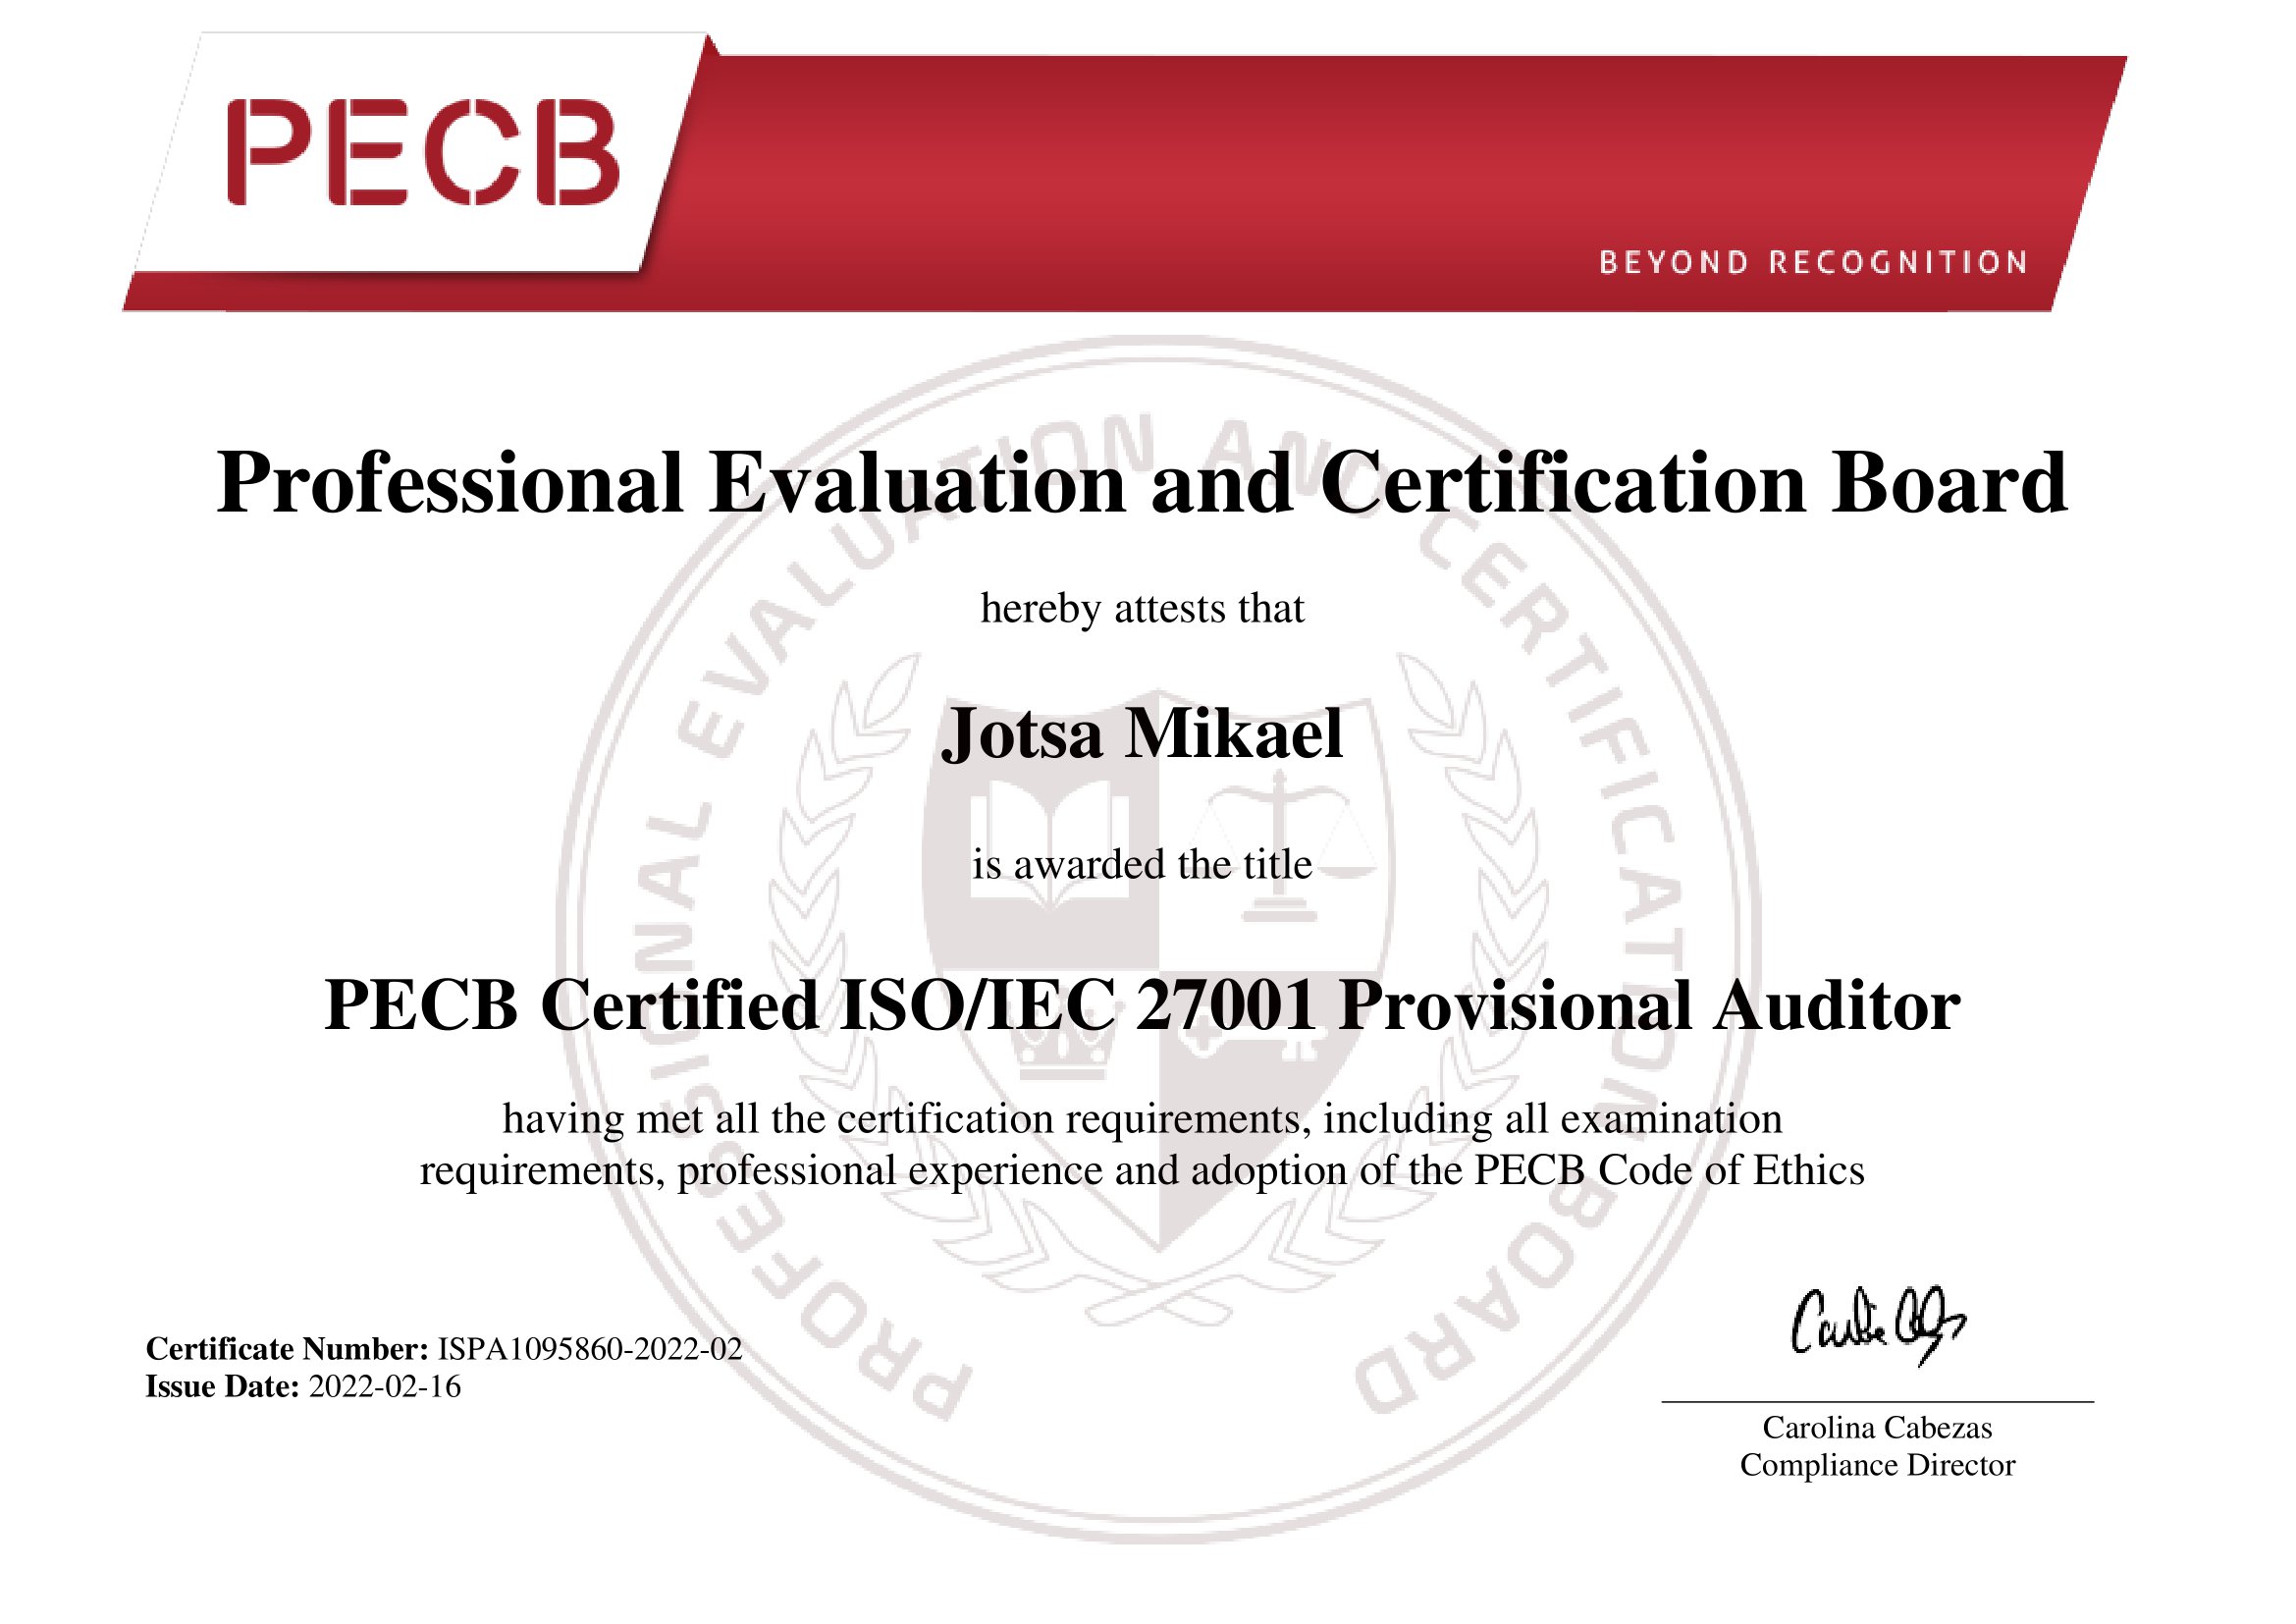 PECB
BEYOND RECOGNITION
Professional Evaluation and Certification Board
hereby attests that
Jotsa Mikael
is awarded the title
PECB Certified ISO/IEC 27001 Provisional Auditor
having met all the certification requirements, including all examination
requirements, professional experience and adoption of the PECB Code of Ethics
Certificate Number: ISPA1095860-2022-02
Issue Date: 2022-02-16
Carolina Cabezas
Compliance Director
PROFESSIONAL EVALUATION AND CERTIFICATION BOARD